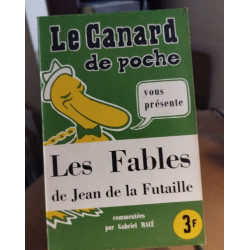 Le Canard
de poche
vous
présente
Les Fables
de Jean de la Futaille
commentées
par Gabriel MACÉ
3F